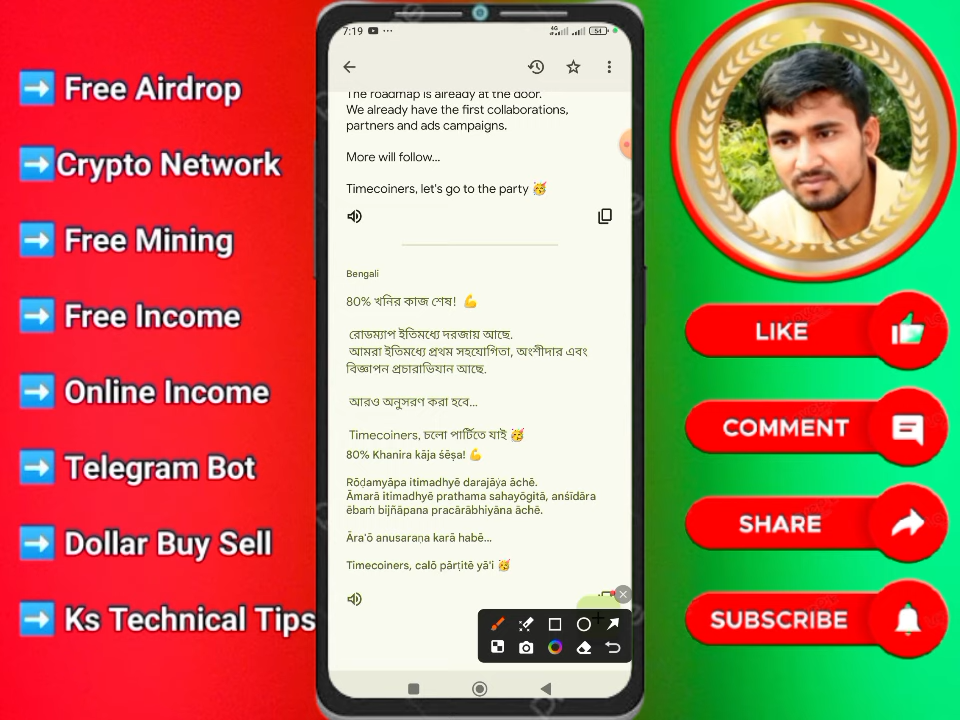 Free Airdrop
Crypto Network
Free Mining
Free Income
Online Income
Telegram Bot
Dollar Buy Sell
Ks Technical Tips
7:19
4G
54
The roadmap is already at the door.
We already have the first collaborations,
partners and ads campaigns.
More will follow...
Timecoiners, let's go to the party 🥳
Bengali
80% খনির কাজ শেষ! 💪
রোডম্যাপ ইতিমধ্যে দরজায় আছে.
আমরা ইতিমধ্যে প্রথম সহযোগিতা, অংশীদার এবং
বিজ্ঞাপন প্রচারাভিযান আছে.
আরও অনুসরণ করা হবে...
Timecoiners, চলো পার্টিতে যাই 🥳
80% Khanira kāja śēṣa! 💪
Rōḍamyāpa itimadhyē darajāẏa āchē.
Āmarā itimadhyē prathama sahayōgitā, anśīdāra
ēbaṁ bijñāpana pracārābhiyāna āchē.
Āra'ō anusaraṇa karā habē...
Timecoiners, calō pārṭitē yā'i 🥳
LIKE
COMMENT
SHARE
SUBSCRIBE